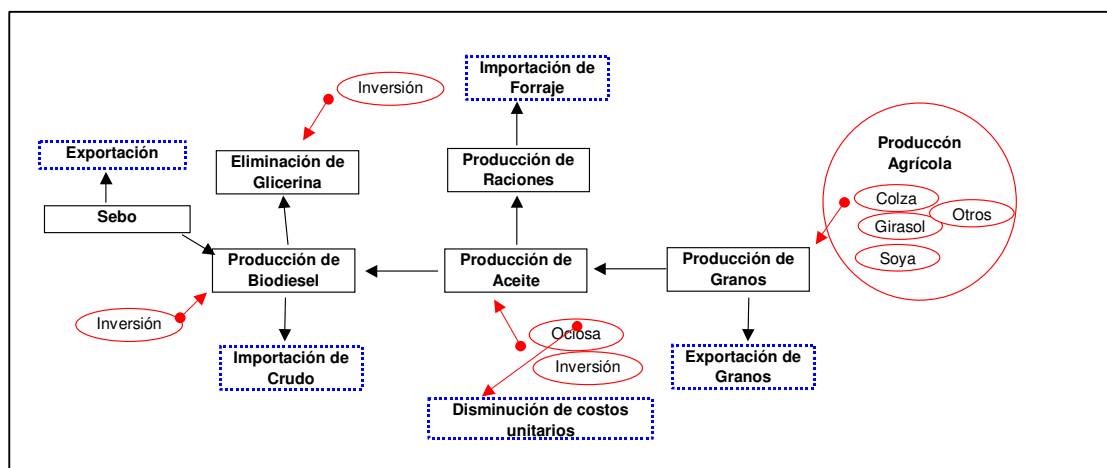 Importación de
Forraje
Inversión
Exportación
Eliminación de
Glicerina
Producción de
Raciones
Produccón
Agrícola
Colza
Otros
Girasol
Soya
Sebo
Producción de
Biodiesel
Producción de
Aceite
Producción de
Granos
Inversión
Ociosa
Inversión
Importación de
Crudo
Exportación de
Granos
Disminución de costos
unitarios